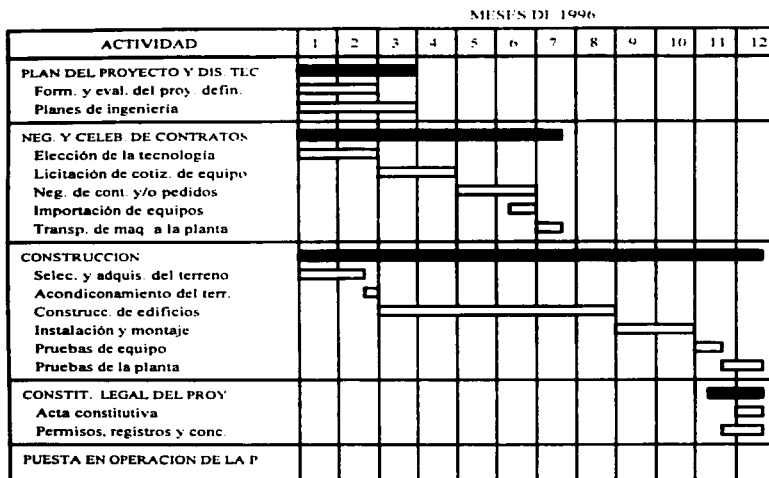 MESES DE 1996
ACTIVIDAD 1 2 3 4 5 6 7 8 9 10 11 12
PLAN DEL PROYECTO Y DIS. TEC
Form. y eval. del proy. defin.
Planes de ingeniería
NEG. Y CELEB. DE CONTRATOS
Elección de la tecnología
Licitación de cotiz. de equipo
Neg. de cont. y/o pedidos
Importación de equipos
Transp. de maq. a la planta
CONSTRUCCION
Selec. y adquis. del terreno
Acondiconamiento del terr.
Construcc. de edificios
Instalación y montaje
Pruebas de equipo
Pruebas de la planta
CONSTIT. LEGAL DEL PROY
Acta constitutiva
Permisos, registros y conc.
PUESTA EN OPERACION DE LA P